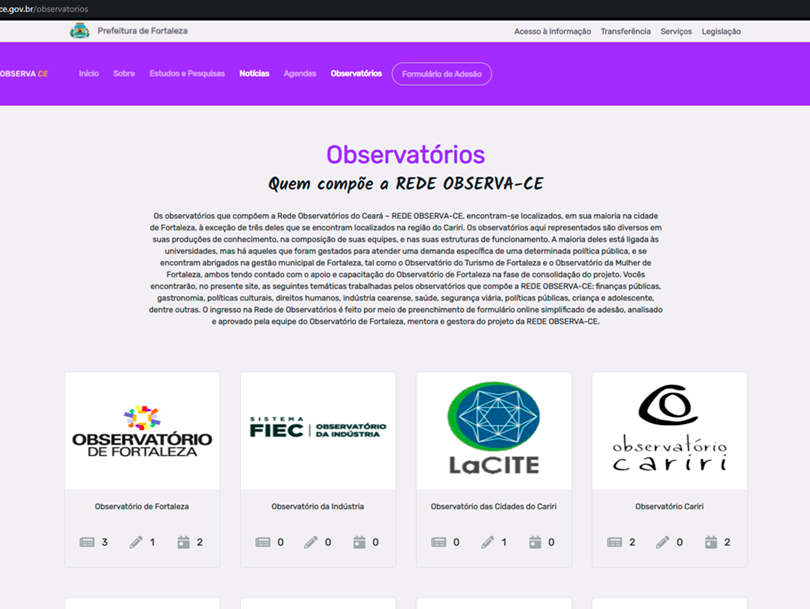 ce.gov.br/observatorios
Prefeitura de Fortaleza
Acesso à Informação Transferência Serviços Legislação
OBSERVA CE
Inicio Sobre Estudos e Pesquisas Notícias Agendas Observatórios Formulário de Adesão
Observatórios
Quem compõe a REDE OBSERVA-CE
Os observatórios que compõem a Rede Observatórios do Ceará – REDE OBSERVA-CE, encontram-se localizados, em sua maioria na cidade
de Fortaleza, à exceção de três deles que se encontram localizados na região do Cariri. Os observatórios aqui representados são diversos em
suas produções de conhecimento, na composição de suas equipes, e nas suas estruturas de funcionamento. A maioria deles está ligada às
universidades, mas há aqueles que foram gestados para atender uma demanda específica de uma determinada política pública, e se
encontram abrigados na gestão municipal de Fortaleza, tal como o Observatório do Turismo de Fortaleza e o Observatório da Mulher de
Fortaleza, ambos tendo contado com o apoio e capacitação do Observatório de Fortaleza na fase de consolidação do projeto. Vocês
encontrarão, no presente site, as seguintes temáticas trabalhadas pelos observatórios que compõe a REDE OBSERVA-CE: finanças públicas,
gastronomia, políticas culturais, direitos humanos, indústria cearense, saúde, segurança viária, políticas públicas, criança e adolescente,
dentre outras. O ingresso na Rede de Observatórios é feito por meio de preenchimento de formulário online simplificado de adesão, analisado
e aprovado pela equipe do Observatório de Fortaleza, mentora e gestora do projeto da REDE OBSERVA-CE.
OBSERVATÓRIO
DE FORTALEZA
Observatório de Fortaleza
3 1 2
SISTEMA
FIEC
OBSERVATÓRIO
DA INDÚSTRIA
Observatório da Indústria
0 0 0
LaCITE
Observatório das Cidades do Cariri
0 1 0
observatório
cariri
Observatório Cariri
2 0 2